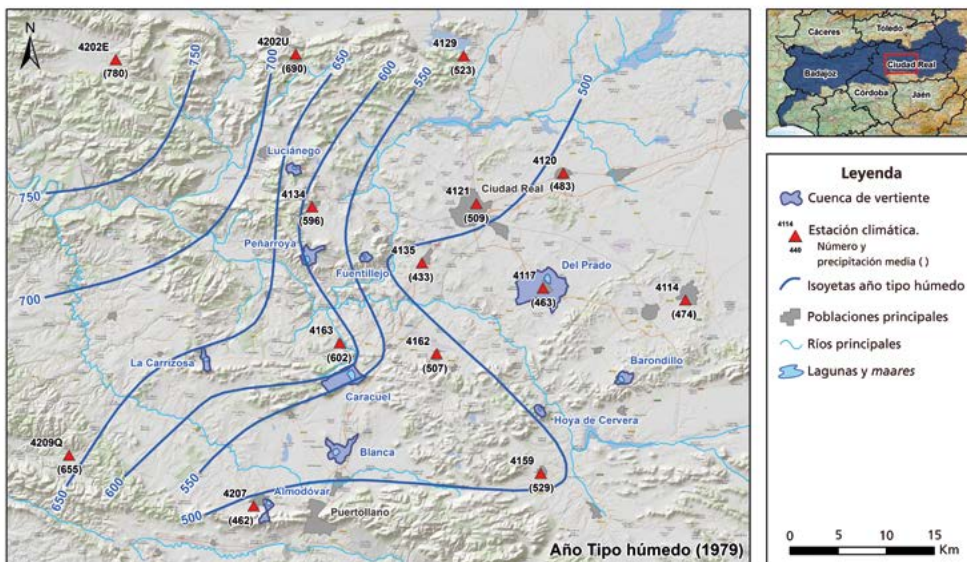 N
4202E
(780)
4202U
(690)
4129
(523)
750
700
650
600
550
500
Luciánego
4134
(596)
4120
(483)
4121
Ciudad Real
(509)
750
Peñarroya
Fuentillejo
4135
(433)
Del Prado
4117
(463)
4114
(474)
700
4163
(602)
4162
(507)
La Carrizosa
Caracuel
Barondillo
Hoya de Cervera
Blanca
4209Q
(655)
4159
(529)
650
600
550
500
4207
(462)
Almodóvar
Puertollano
Año Tipo húmedo (1979)
Cáceres
Toledo
Badajoz
Ciudad Real
Córdoba
Jaén
Leyenda
Cuenca de vertiente
4114
440
Estación climática.
Número y
precipitación media ( )
Isoyetas año tipo húmedo
Poblaciones principales
Ríos principales
Lagunas y maares
0 5 10 15
Km